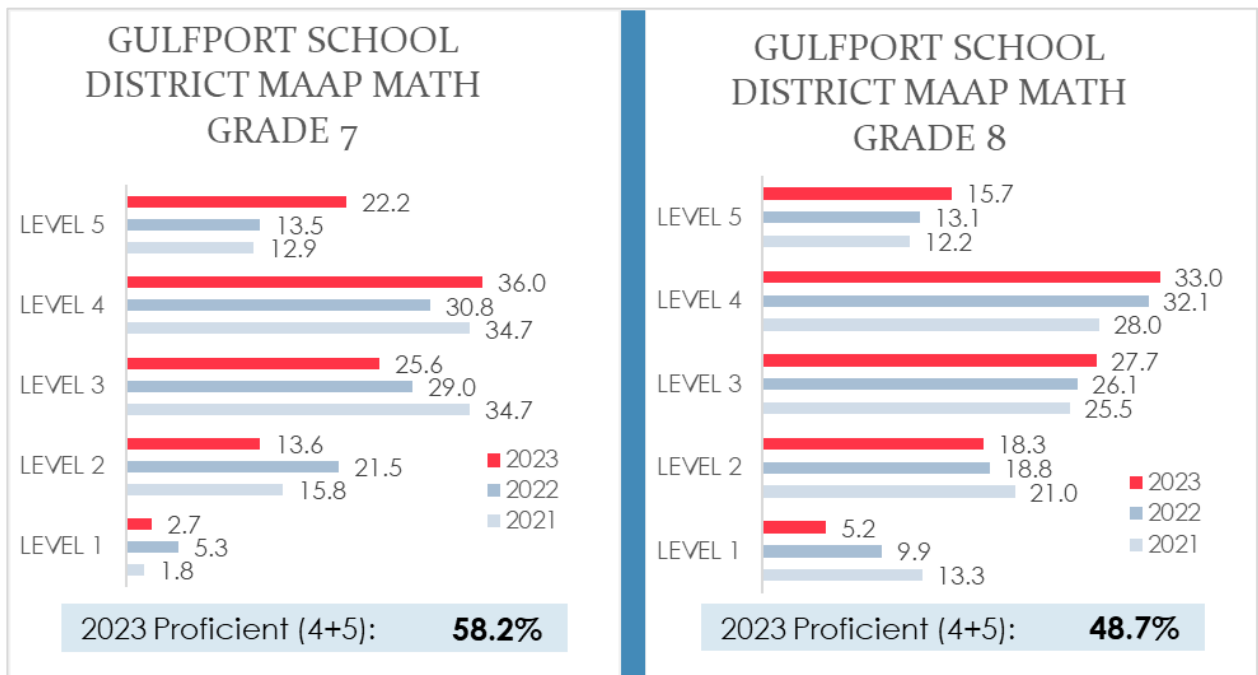 GULFPORT SCHOOL
DISTRICT MAAP MATH
GRADE 7
LEVEL 5
22.2
13.5
12.9
LEVEL 4
36.0
30.8
34.7
LEVEL 3
25.6
29.0
34.7
LEVEL 2
13.6
21.5
15.8
LEVEL 1
2.7
5.3
1.8
2023
2022
2021
2023 Proficient (4+5): 58.2%
GULFPORT SCHOOL
DISTRICT MAAP MATH
GRADE 8
LEVEL 5
15.7
13.1
12.2
LEVEL 4
33.0
32.1
28.0
LEVEL 3
27.7
26.1
25.5
LEVEL 2
18.3
18.8
21.0
LEVEL 1
5.2
9.9
13.3
2023
2022
2021
2023 Proficient (4+5): 48.7%